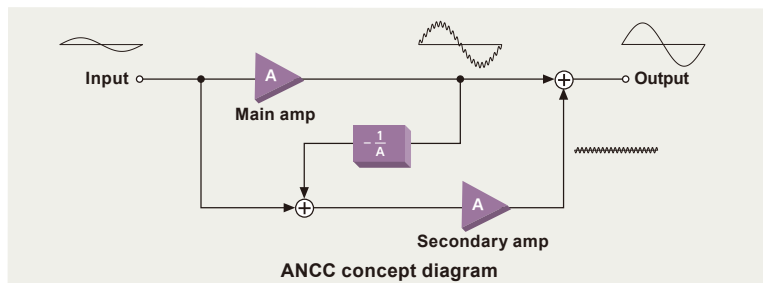 Input
A
Output
Main amp
- 1/A
A
Secondary amp
ANCC concept diagram